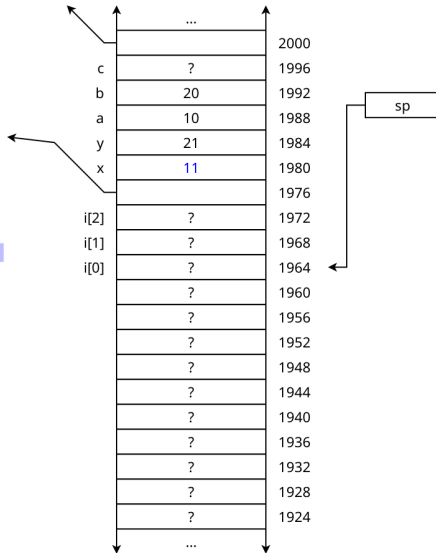 ...
2000
c ? 1996
b 20 1992
a 10 1988
sp
y 21 1984
x 11 1980
1976
i[2] ? 1972
i[1] ? 1968
i[0] ? 1964
? 1960
? 1956
? 1952
? 1948
? 1944
? 1940
? 1936
? 1932
? 1928
? 1924
...